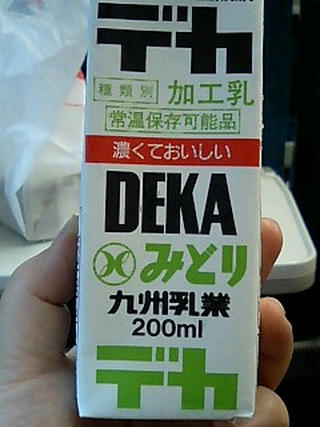 デカ
種類別 加工乳
常温保存可能品
濃くておいしい
DEKA
みどり
九州乳業
200ml
デカ